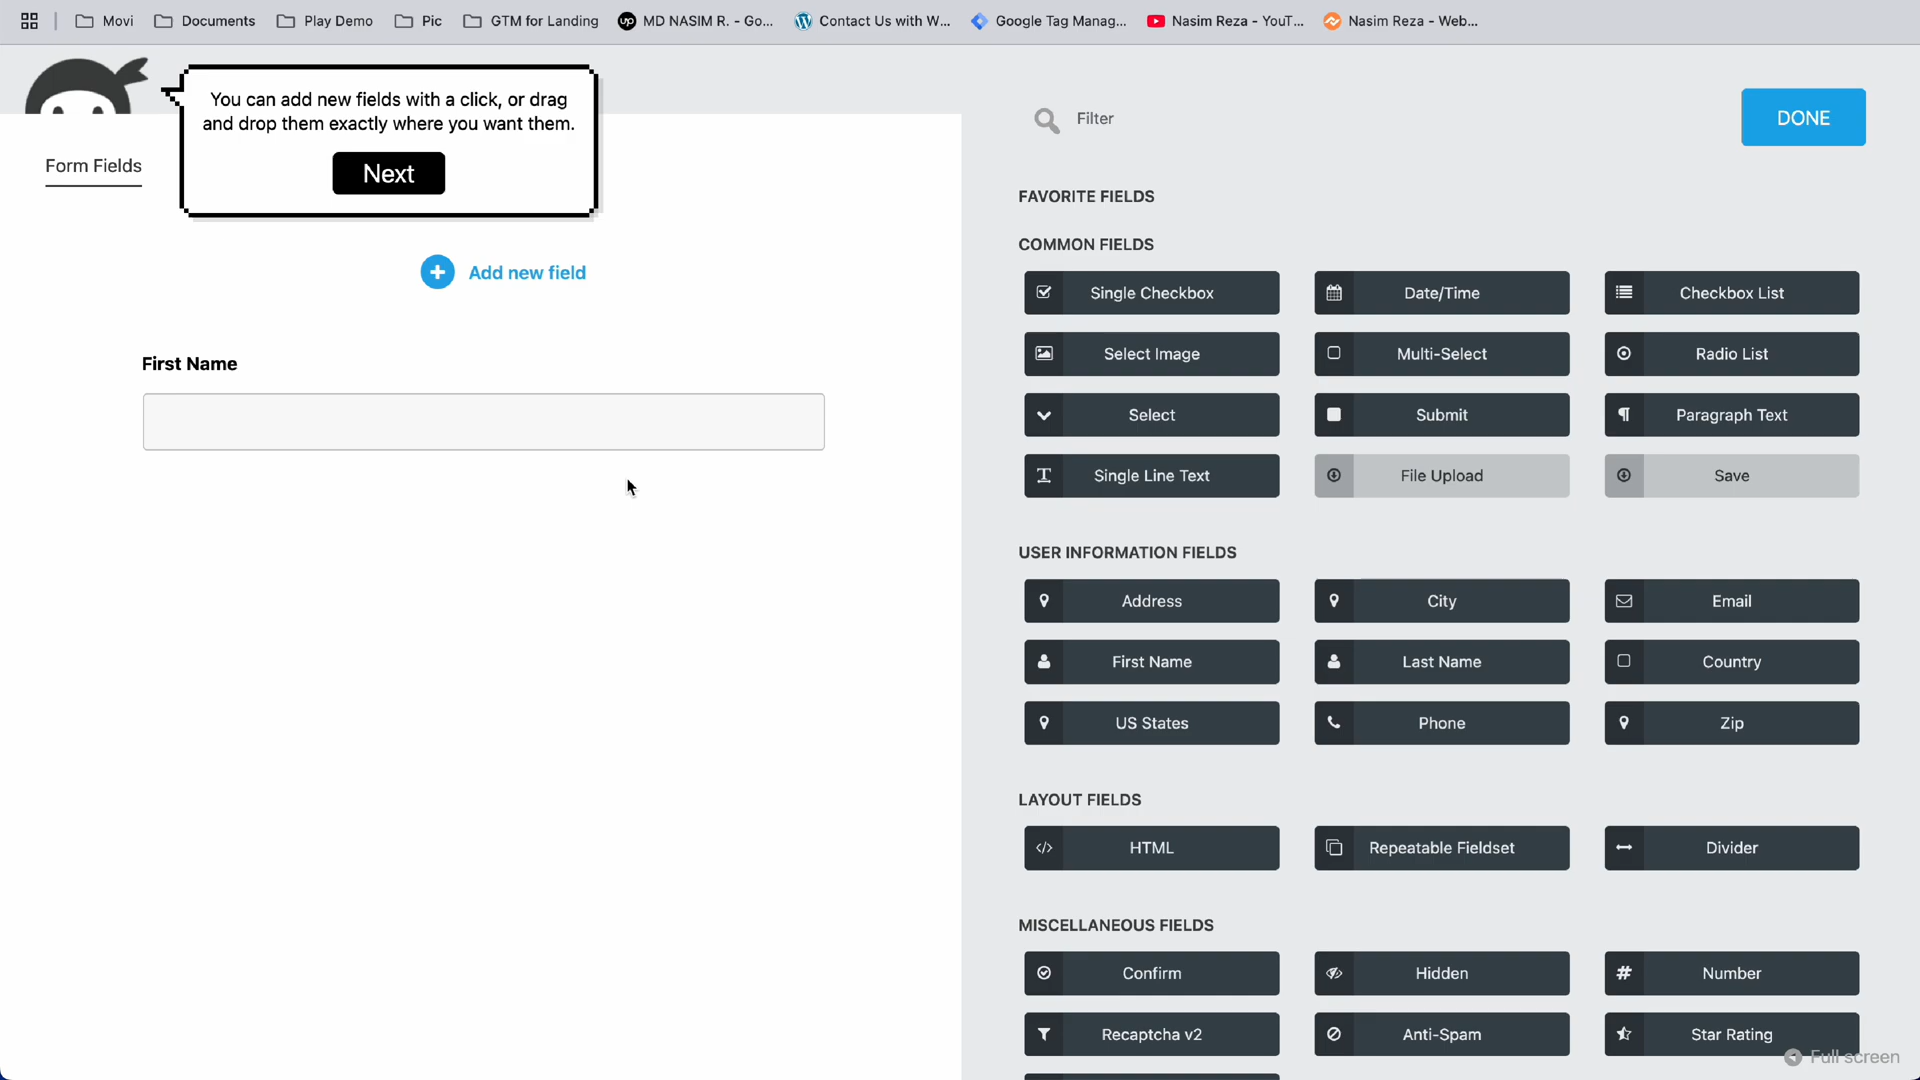 Movi
Documents
Play Demo
Pic
GTM for Landing
MD NASIM R. - Go...
Contact Us with W...
Google Tag Manag...
Nasim Reza - YouT...
Nasim Reza - Web...
You can add new fields with a click, or drag
and drop them exactly where you want them.
Next
Form Fields
Add new field
First Name
Filter
DONE
FAVORITE FIELDS
COMMON FIELDS
Single Checkbox
Date/Time
Checkbox List
Select Image
Multi-Select
Radio List
Select
Submit
Paragraph Text
Single Line Text
File Upload
Save
USER INFORMATION FIELDS
Address
City
Email
First Name
Last Name
Country
US States
Phone
Zip
LAYOUT FIELDS
HTML
Repeatable Fieldset
Divider
MISCELLANEOUS FIELDS
Confirm
Hidden
Number
Recaptcha v2
Anti-Spam
Star Rating
Full screen